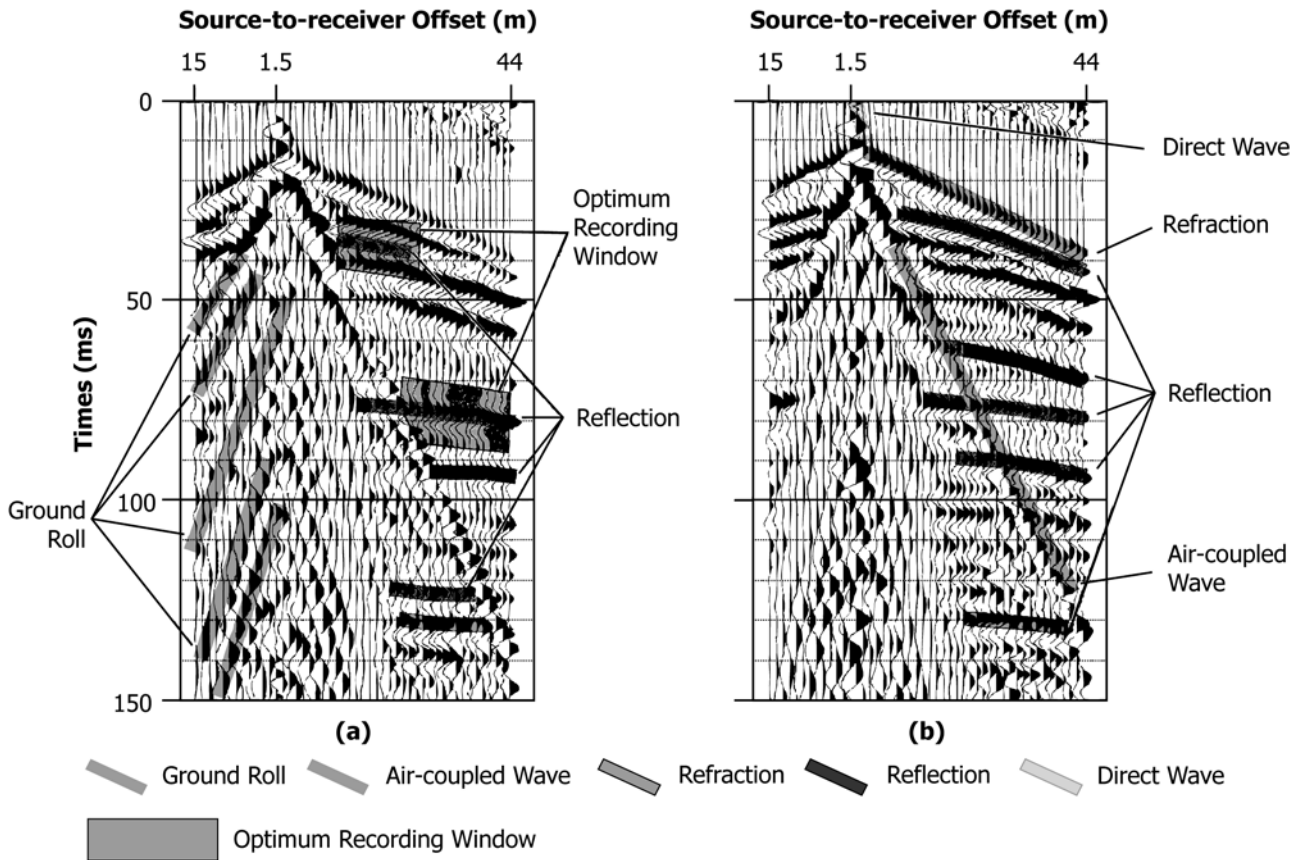 Source-to-receiver Offset (m)
15 1.5 44
Source-to-receiver Offset (m)
15 1.5 44
0
50
100
150
Times (ms)
Optimum
Recording
Window
Reflection
Ground
Roll
Direct Wave
Refraction
Reflection
Air-coupled
Wave
(a)
(b)
Ground Roll
Air-coupled Wave
Refraction
Reflection
Direct Wave
Optimum Recording Window